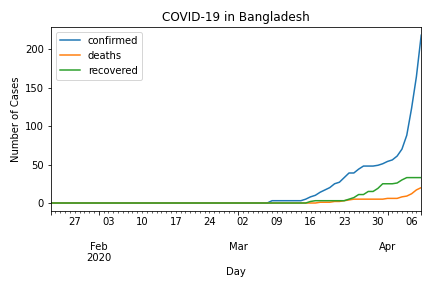 COVID-19 in Bangladesh
confirmed
deaths
recovered
Number of Cases
200
150
100
50
0
27 03 10 17 24 02 09 16 23 30 06
Feb Mar Apr
2020
Day